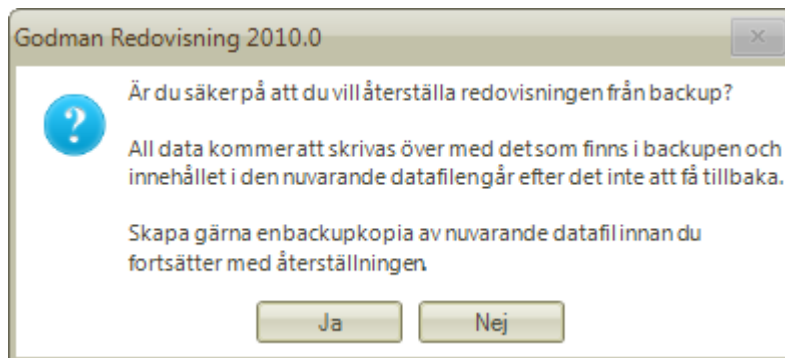 Godman Redovisning 2010.0
Är du säker på att du vill återställa redovisningen från backup?
All data kommer att skrivas över med det som finns i backupen och
innehållet i den nuvarande datafilen går efter det inte att få tillbaka.
Skapa gärna en backupkopia av nuvarande datafil innan du
fortsätter med återställningen.
Ja
Nej